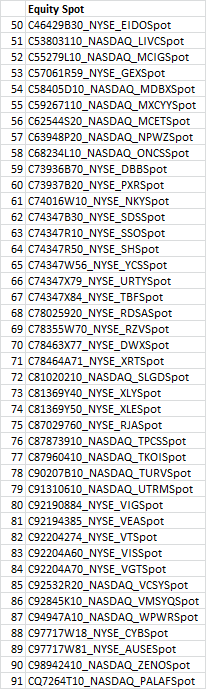 Equity Spot
50 C46429B30_NYSE_EIDOSpot
51 C53803110_NASDAQ_LIVCSpot
52 C55279L10_NASDAQ_MCIGSpot
53 C57061R59_NYSE_GEXSpot
54 C58405D10_NASDAQ_MDBXSpot
55 C59267110_NASDAQ_MXCYYSpot
56 C62544S20_NASDAQ_MCETSpot
57 C63948P20_NASDAQ_NPWZSpot
58 C68234L10_NASDAQ_ONCSSpot
59 C73936B70_NYSE_DBBSpot
60 C73937B20_NYSE_PXRSpot
61 C74016W10_NYSE_NKYSpot
62 C74347B30_NYSE_SDSSpot
63 C74347R10_NYSE_SSOSpot
64 C74347R50_NYSE_SHSpot
65 C74347W56_NYSE_YCSSpot
66 C74347X79_NYSE_URTYSpot
67 C74347X84_NYSE_TBFSpot
68 C78025920_NYSE_RDSASpot
69 C78355W70_NYSE_RZVSpot
70 C78463X77_NYSE_DWXSpot
71 C78464A71_NYSE_XRTSpot
72 C81020210_NASDAQ_SLGDSpot
73 C81369Y40_NYSE_XLYSpot
74 C81369Y50_NYSE_XLESpot
75 C87029760_NYSE_RJASpot
76 C87873910_NASDAQ_TPCSSpot
77 C87960410_NASDAQ_TKOISpot
78 C90207B10_NASDAQ_TURVSpot
79 C91310610_NASDAQ_UTRMSpot
80 C92190884_NYSE_VIGSpot
81 C92194385_NYSE_VEASpot
82 C92204274_NYSE_VTSpot
83 C92204A60_NYSE_VISSpot
84 C92204A70_NYSE_VGTSpot
85 C92532R20_NASDAQ_VCSYSpot
86 C92845K10_NASDAQ_VMSYQSpot
87 C94947A10_NASDAQ_WPWRSpot
88 C97717W18_NYSE_CYBSpot
89 C97717W81_NYSE_AUSESpot
90 C98942410_NASDAQ_ZENOSpot
91 CQ7264T10_NASDAQ_PALAFSpot